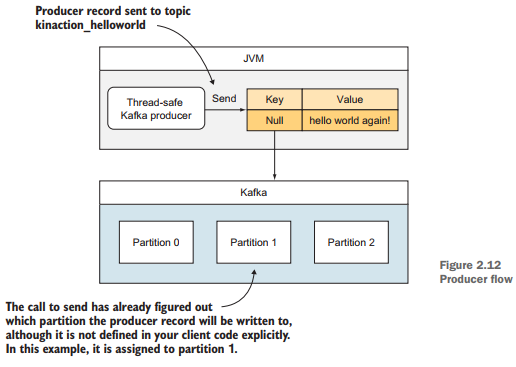 Producer record sent to topic
kinaction_helloworld
JVM
Thread-safe
Kafka producer
Send
Key
Value
Null
hello world again!
Kafka
Partition 0
Partition 1
Partition 2
Figure 2.12
Producer flow
The call to send has already figured out
which partition the producer record will be written to,
although it is not defined in your client code explicitly.
In this example, it is assigned to partition 1.